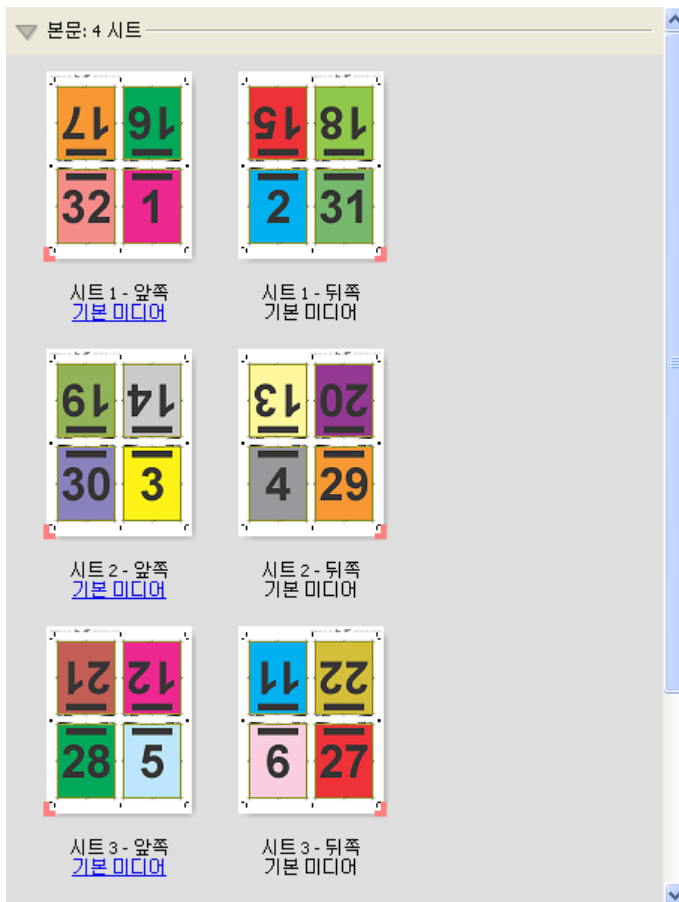 본문: 4 시트
17 16
32 1
15 18
2 31
시트 1 - 앞쪽
기본 미디어
시트 1 - 뒤쪽
기본 미디어
19 14
30 3
13 20
4 29
시트 2 - 앞쪽
기본 미디어
시트 2 - 뒤쪽
기본 미디어
21 12
28 5
11 22
6 27
시트 3 - 앞쪽
기본 미디어
시트 3 - 뒤쪽
기본 미디어